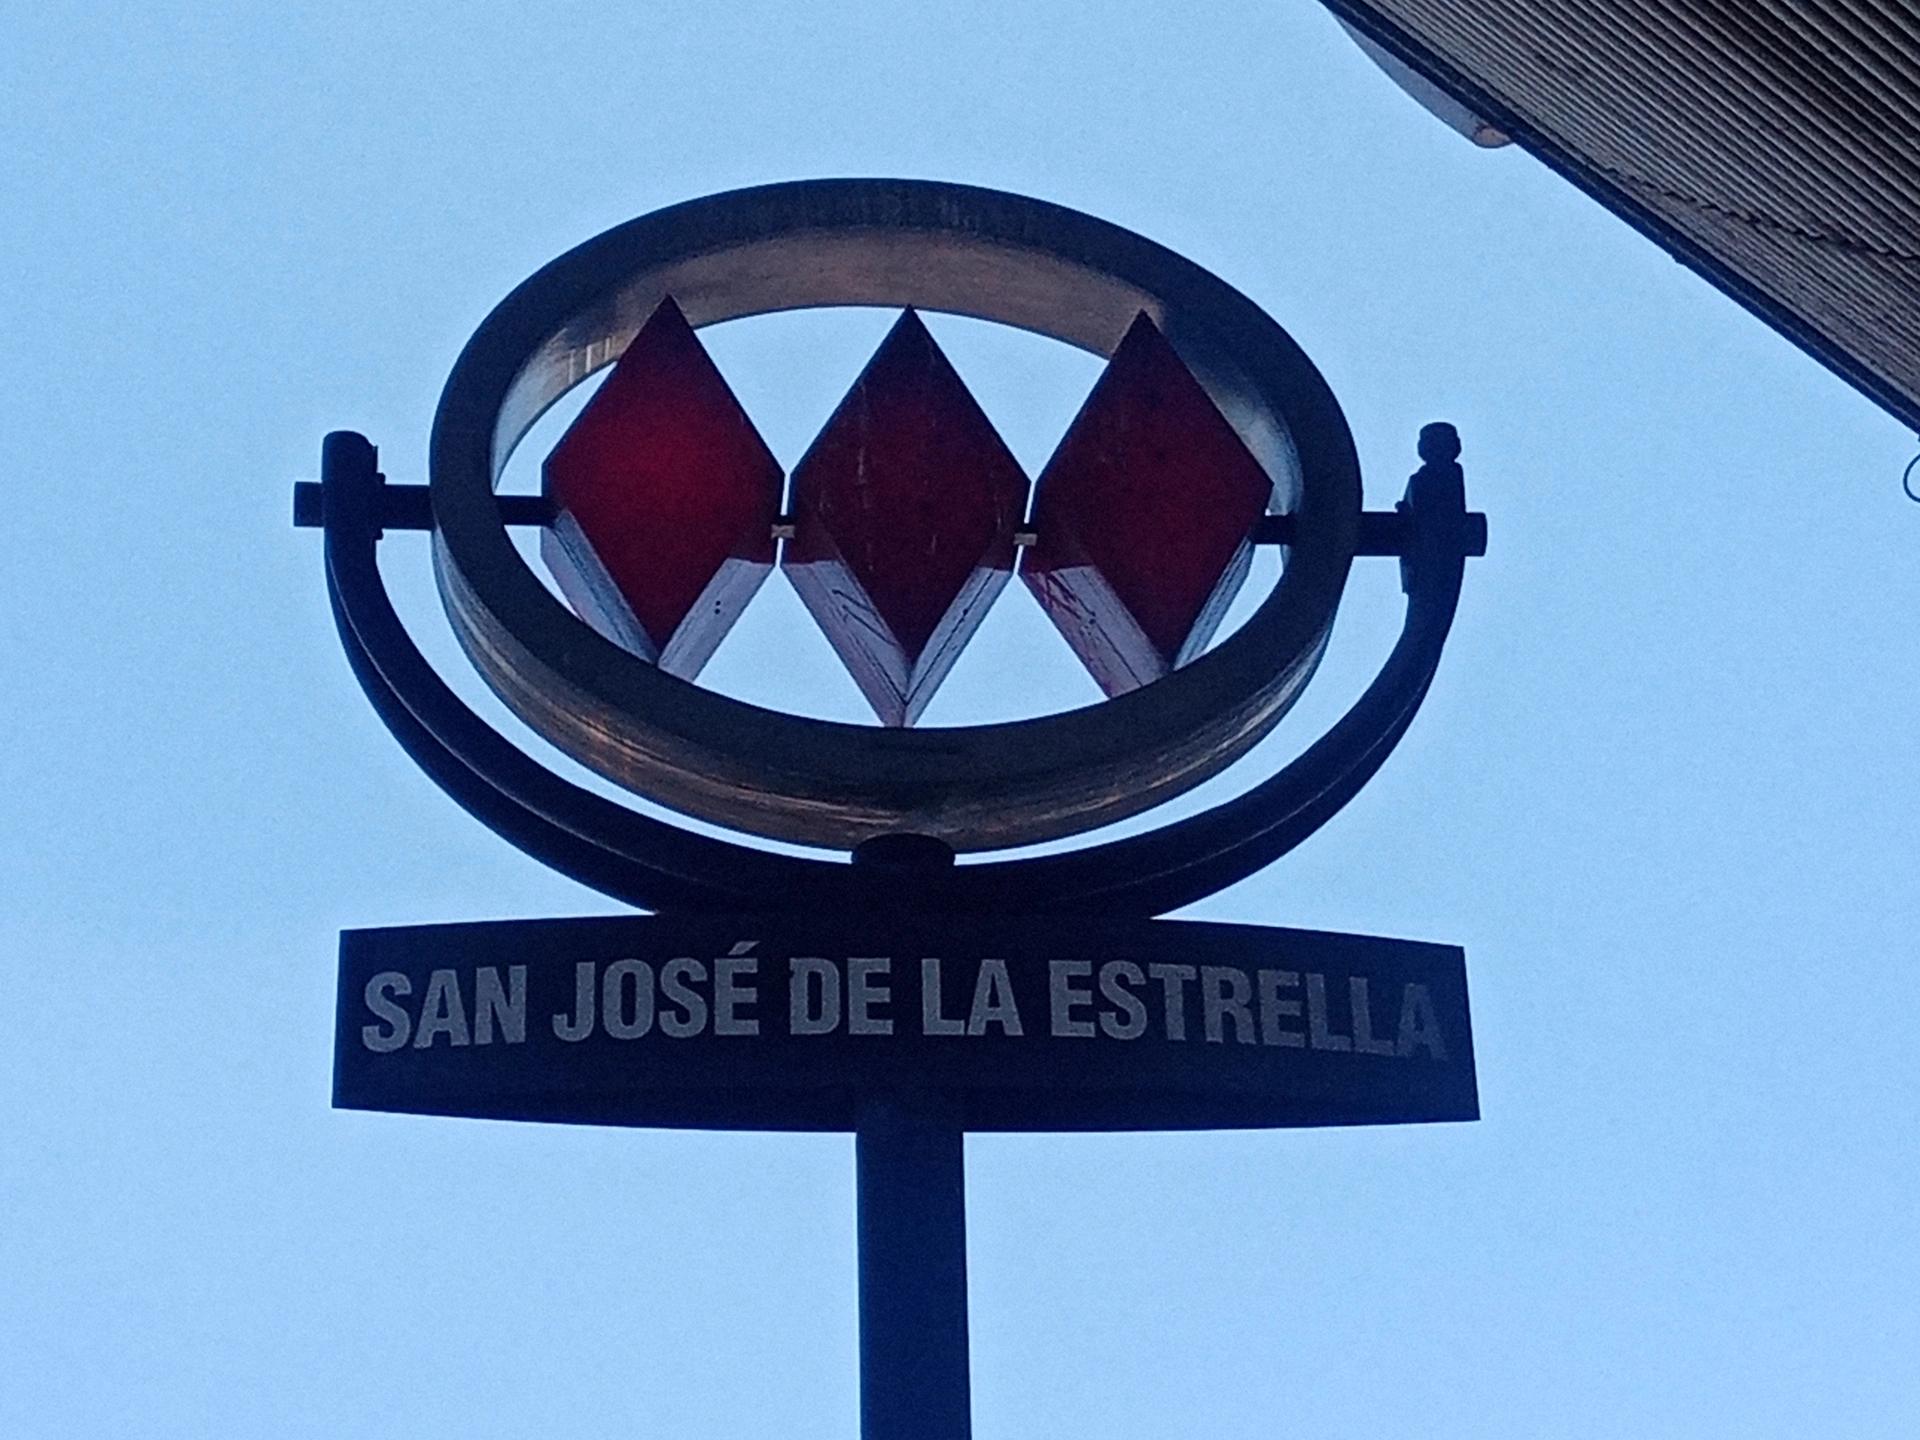 SAN JOSÉ DE LA ESTRELLA